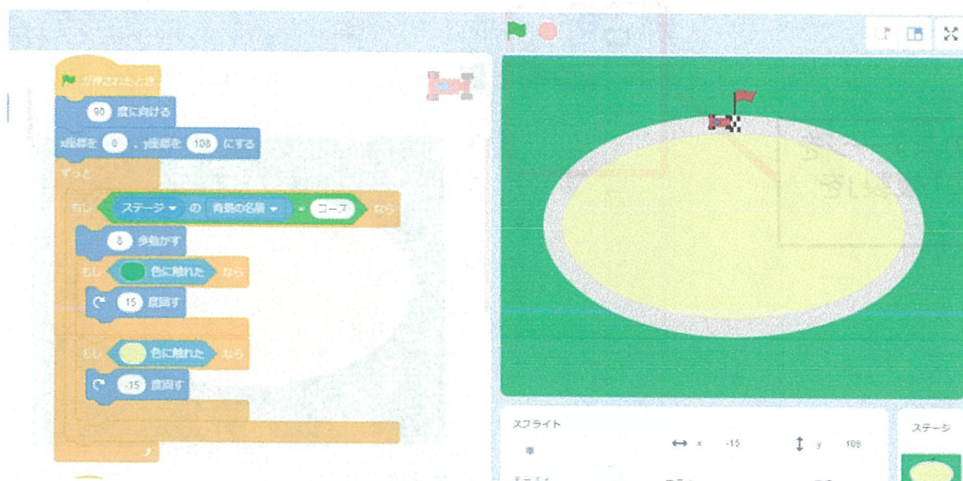 が押されたとき
90 度に向ける
x座標を 0 、y座標を 108 にする
ずっと
もし ステージ の 背景の名前 = コース なら
8 歩動かす
もし 色に触れた なら
15 度回す
もし 色に触れた なら
-15 度回す
スプライト
車
x -15
y 109
ステージ